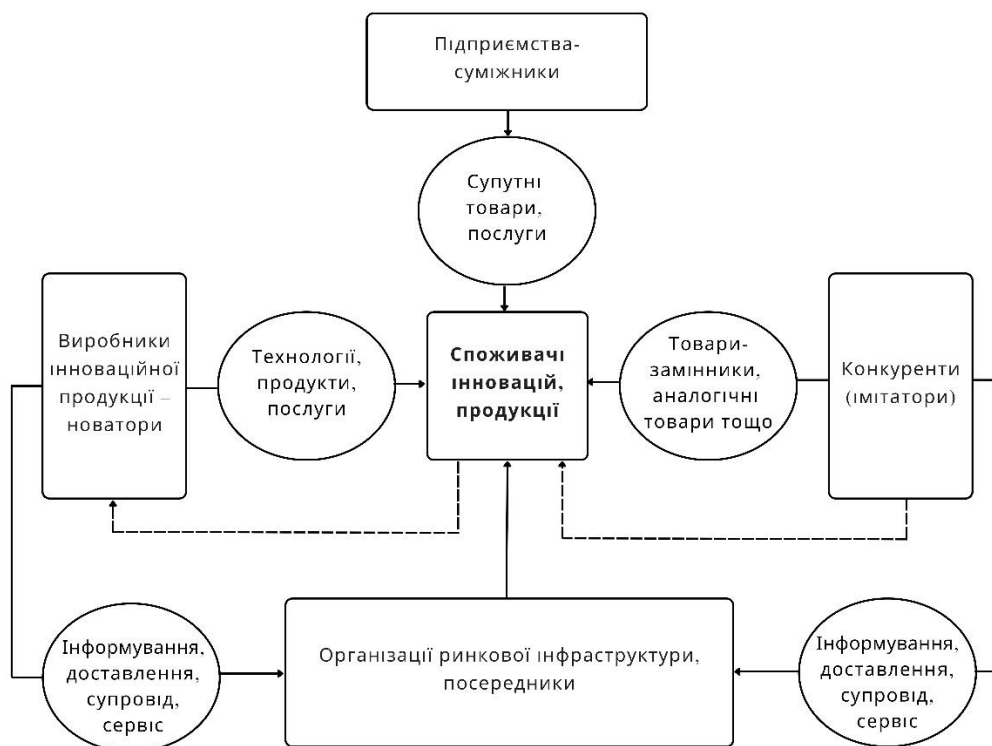 Підприємства-
суміжники
Супутні
товари,
послуги
Виробники
інноваційної
продукції –
новатори
Технології,
продукти,
послуги
Споживачі
інновацій,
продукції
Товари-
замінники,
аналогічні
товари тощо
Конкуренти
(імітатори)
Інформування,
доставлення,
супровід,
сервіс
Організації ринкової інфраструктури,
посередники
Інформування,
доставлення,
супровід,
сервіс